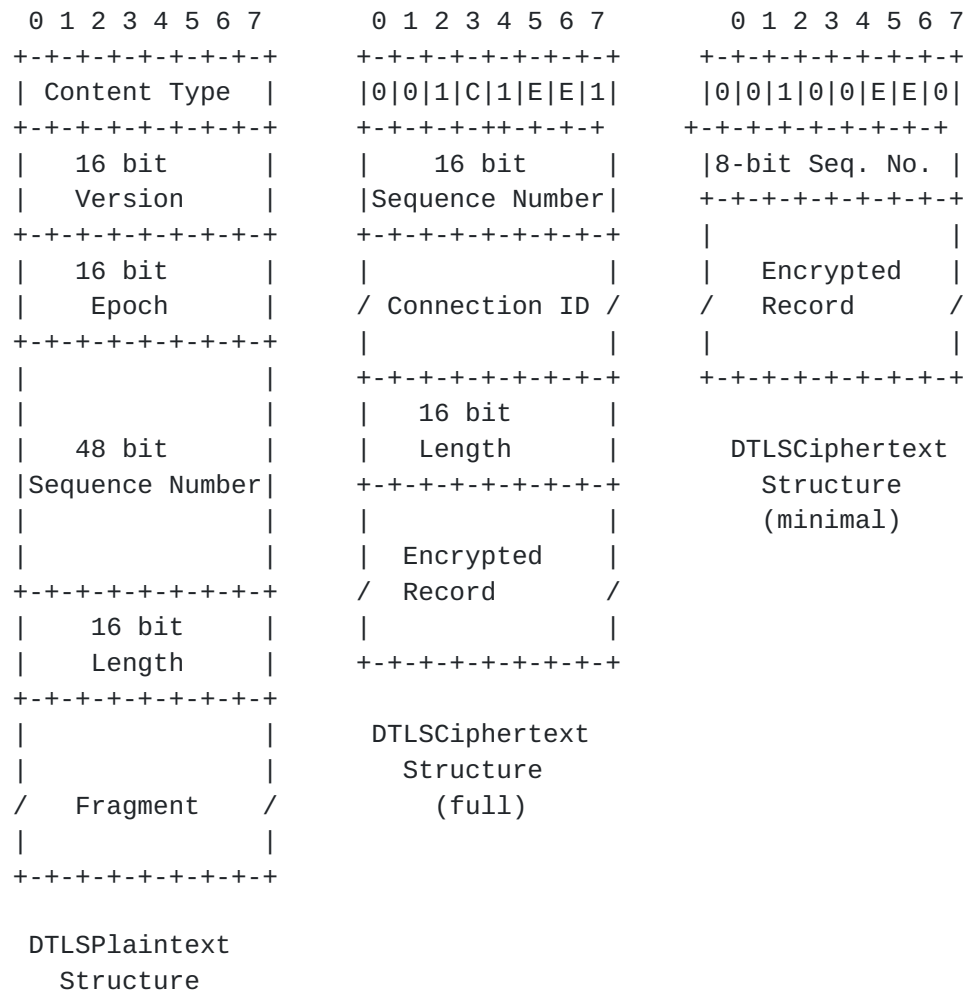 0 1 2 3 4 5 6 7       0 1 2 3 4 5 6 7        0 1 2 3 4 5 6 7
+-+-+-+-+-+-+-+-+     +-+-+-+-+-+-+-+-+     +-+-+-+-+-+-+-+-+
| Content Type  |     |0|0|1|C|1|E|E|1|     |0|0|1|0|0|E|E|0|
+-+-+-+-+-+-+-+-+     +-+-+-+-++-+-+-+     +-+-+-+-+-+-+-+-+
|   16 bit      |     |    16 bit     |     |8-bit Seq. No. |
|   Version     |     |Sequence Number|     +-+-+-+-+-+-+-+-+
+-+-+-+-+-+-+-+-+     +-+-+-+-+-+-+-+-+     |               |
|   16 bit      |     |               |     |   Encrypted   |
|    Epoch      |     / Connection ID /     /   Record      /
+-+-+-+-+-+-+-+-+     |               |     |               |
|               |     +-+-+-+-+-+-+-+-+     +-+-+-+-+-+-+-+-+
|               |     |   16 bit      |
|   48 bit      |     |   Length      |       DTLSCiphertext
|Sequence Number|     +-+-+-+-+-+-+-+-+         Structure
|               |     |               |         (minimal)
|               |     |  Encrypted    |
+-+-+-+-+-+-+-+-+     /  Record       /
|    16 bit     |     |               |
|    Length     |     +-+-+-+-+-+-+-+-+
+-+-+-+-+-+-+-+-+
|               |      DTLSCiphertext
|               |        Structure
/   Fragment    /          (full)
|               |
+-+-+-+-+-+-+-+-+

 DTLSPlaintext
   Structure